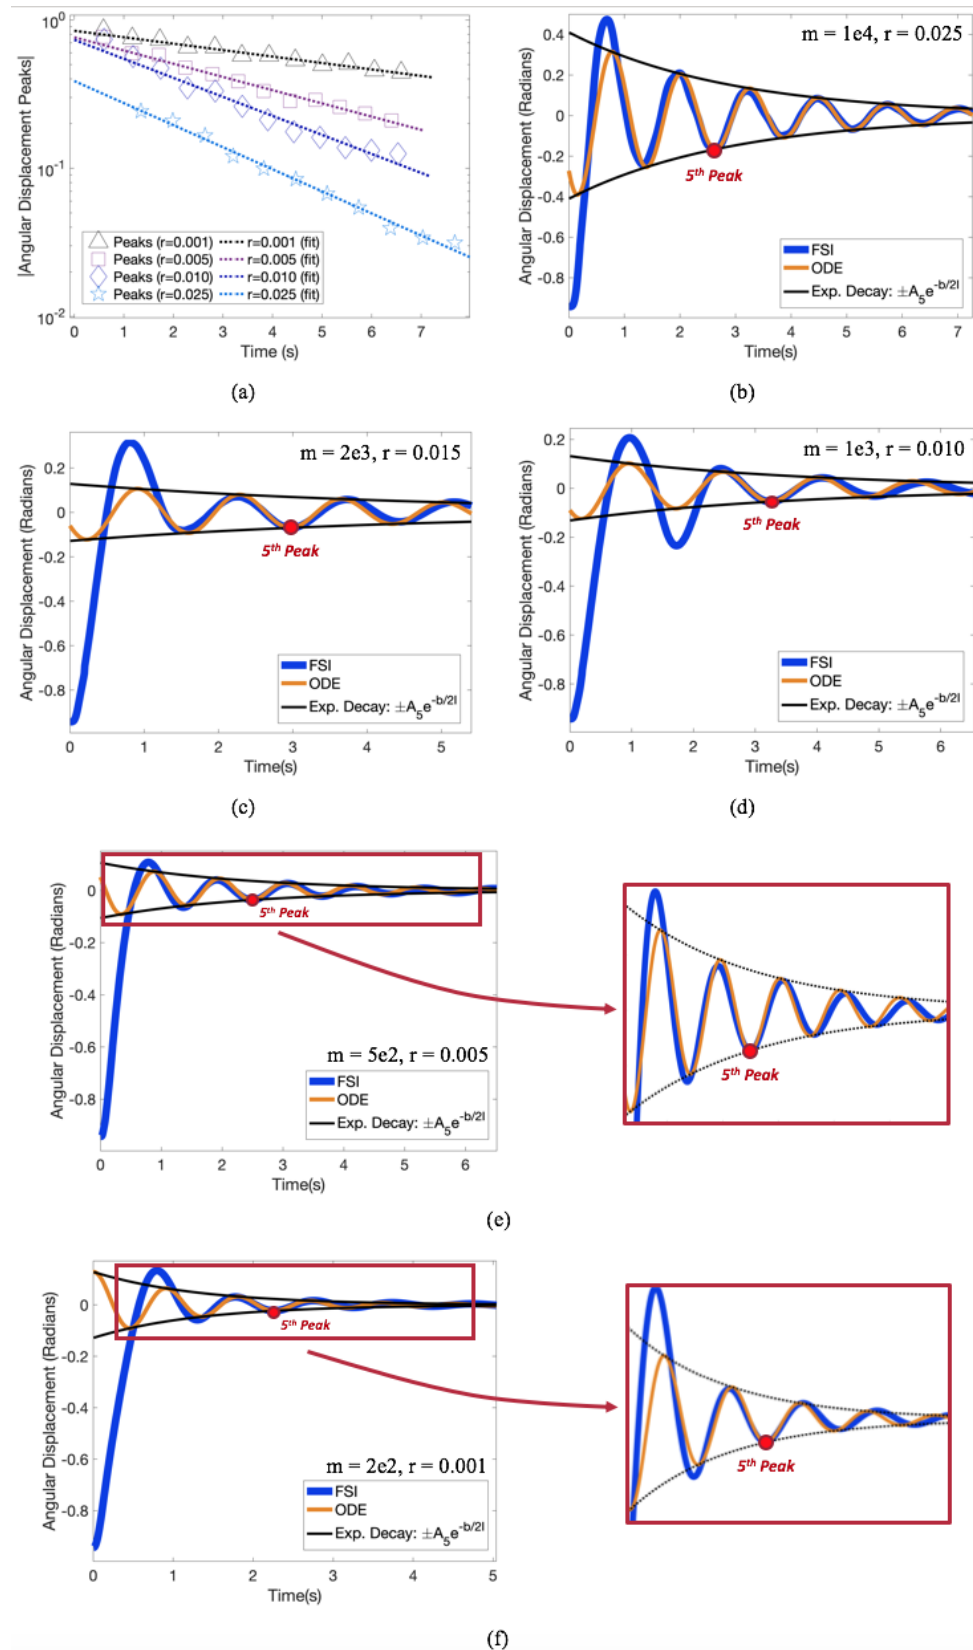 |Angular Displacement Peaks|
10^0
10^-1
10^-2
Peaks (r=0.001) r=0.001 (fit)
Peaks (r=0.005) r=0.005 (fit)
Peaks (r=0.010) r=0.010 (fit)
Peaks (r=0.025) r=0.025 (fit)
0 1 2 3 4 5 6 7
Time (s)
(a)
Angular Displacement (Radians)
m = 1e4, r = 0.025
0.4
0.2
0
-0.2
-0.4
-0.6
-0.8
5th Peak
FSI
ODE
Exp. Decay: ±A5e^-b/2I
0 1 2 3 4 5 6 7
Time(s)
(b)
Angular Displacement (Radians)
m = 2e3, r = 0.015
0.2
0
-0.2
-0.4
-0.6
-0.8
5th Peak
FSI
ODE
Exp. Decay: ±A5e^-b/2I
0 1 2 3 4 5
Time(s)
(c)
Angular Displacement (Radians)
m = 1e3, r = 0.010
0.2
0
-0.2
-0.4
-0.6
-0.8
5th Peak
FSI
ODE
Exp. Decay: ±A5e^-b/2I
0 1 2 3 4 5 6
Time(s)
(d)
Angular Displacement (Radians)
0
-0.2
-0.4
-0.6
-0.8
5th Peak
m = 5e2, r = 0.005
FSI
ODE
Exp. Decay: ±A5e^-b/2I
0 1 2 3 4 5 6
Time(s)
5th Peak
(e)
Angular Displacement (Radians)
0
-0.2
-0.4
-0.6
-0.8
5th Peak
m = 2e2, r = 0.001
FSI
ODE
Exp. Decay: ±A5e^-b/2I
0 1 2 3 4 5
Time(s)
5th Peak
(f)